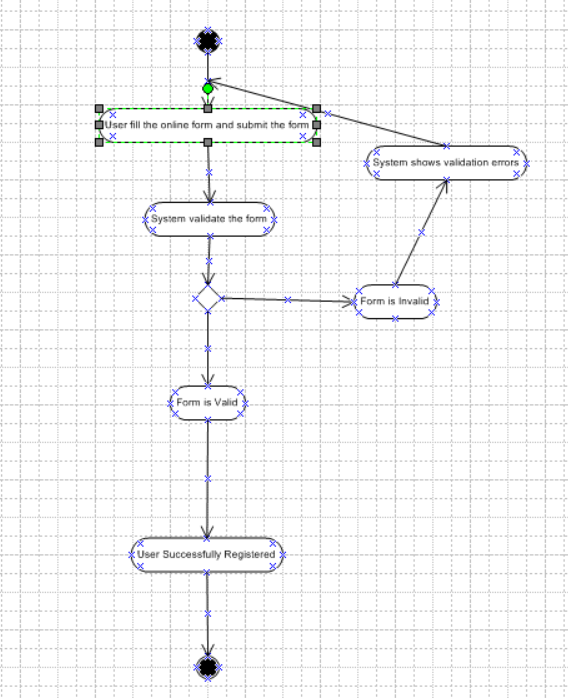 User fill the online form and submit the form
System shows validation errors
System validate the form
Form is Invalid
Form is Valid
User Successfully Registered